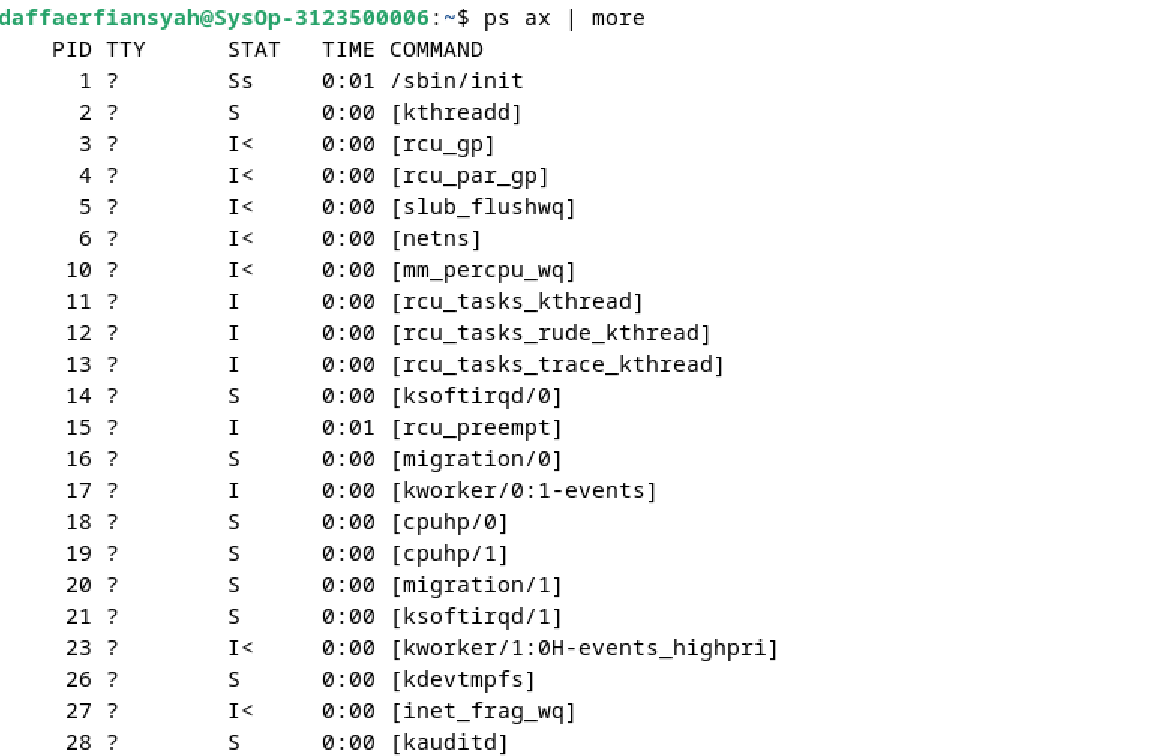 daffaerfiansyah@SysOp-3123500006:~$ ps ax | more
    PID TTY      STAT   TIME COMMAND
      1 ?        Ss     0:01 /sbin/init
      2 ?        S      0:00 [kthreadd]
      3 ?        I<     0:00 [rcu_gp]
      4 ?        I<     0:00 [rcu_par_gp]
      5 ?        I<     0:00 [slub_flushwq]
      6 ?        I<     0:00 [netns]
     10 ?        I<     0:00 [mm_percpu_wq]
     11 ?        I      0:00 [rcu_tasks_kthread]
     12 ?        I      0:00 [rcu_tasks_rude_kthread]
     13 ?        I      0:00 [rcu_tasks_trace_kthread]
     14 ?        S      0:00 [ksoftirqd/0]
     15 ?        I      0:01 [rcu_preempt]
     16 ?        S      0:00 [migration/0]
     17 ?        I      0:00 [kworker/0:1-events]
     18 ?        S      0:00 [cpuhp/0]
     19 ?        S      0:00 [cpuhp/1]
     20 ?        S      0:00 [migration/1]
     21 ?        S      0:00 [ksoftirqd/1]
     23 ?        I<     0:00 [kworker/1:0H-events_highpri]
     26 ?        S      0:00 [kdevtmpfs]
     27 ?        I<     0:00 [inet_frag_wq]
     28 ?        S      0:00 [kauditd]